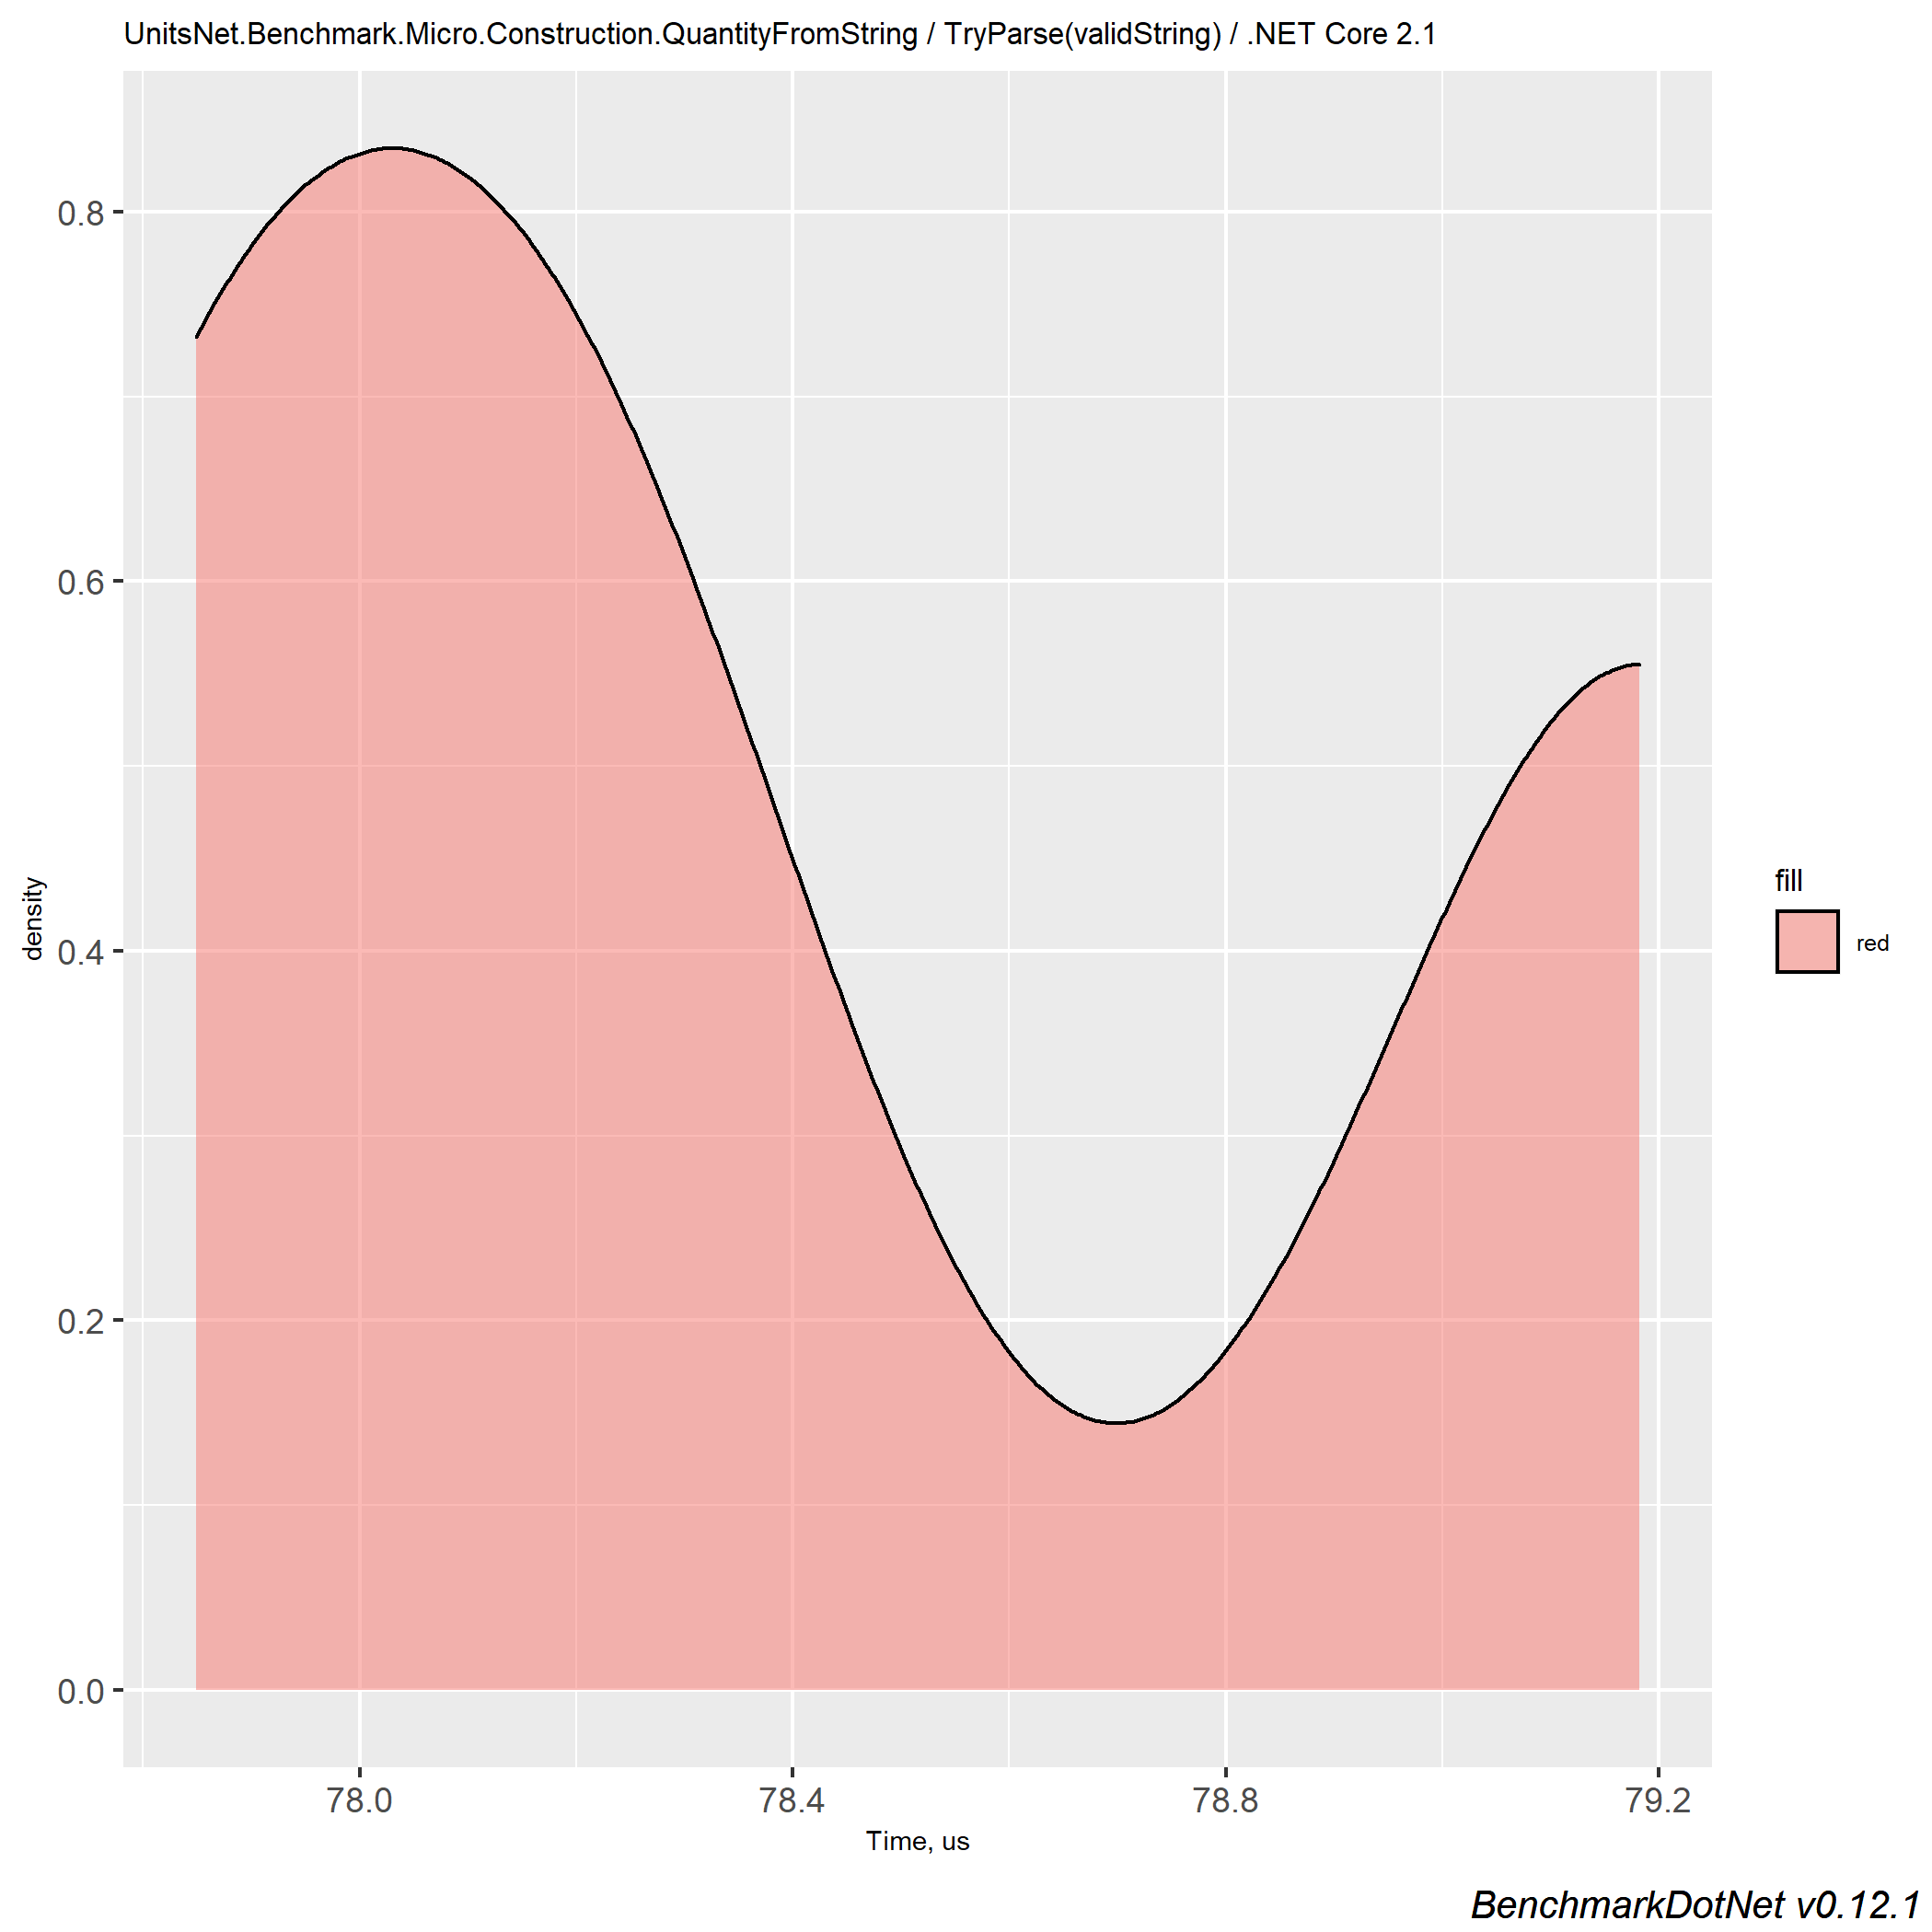 UnitsNet.Benchmark.Micro.Construction.QuantityFromString / TryParse(validString) / .NET Core 2.1
0.8
0.6
0.4
0.2
0.0
density
78.0 78.4 78.8 79.2
Time, us
fill
red
BenchmarkDotNet v0.12.1